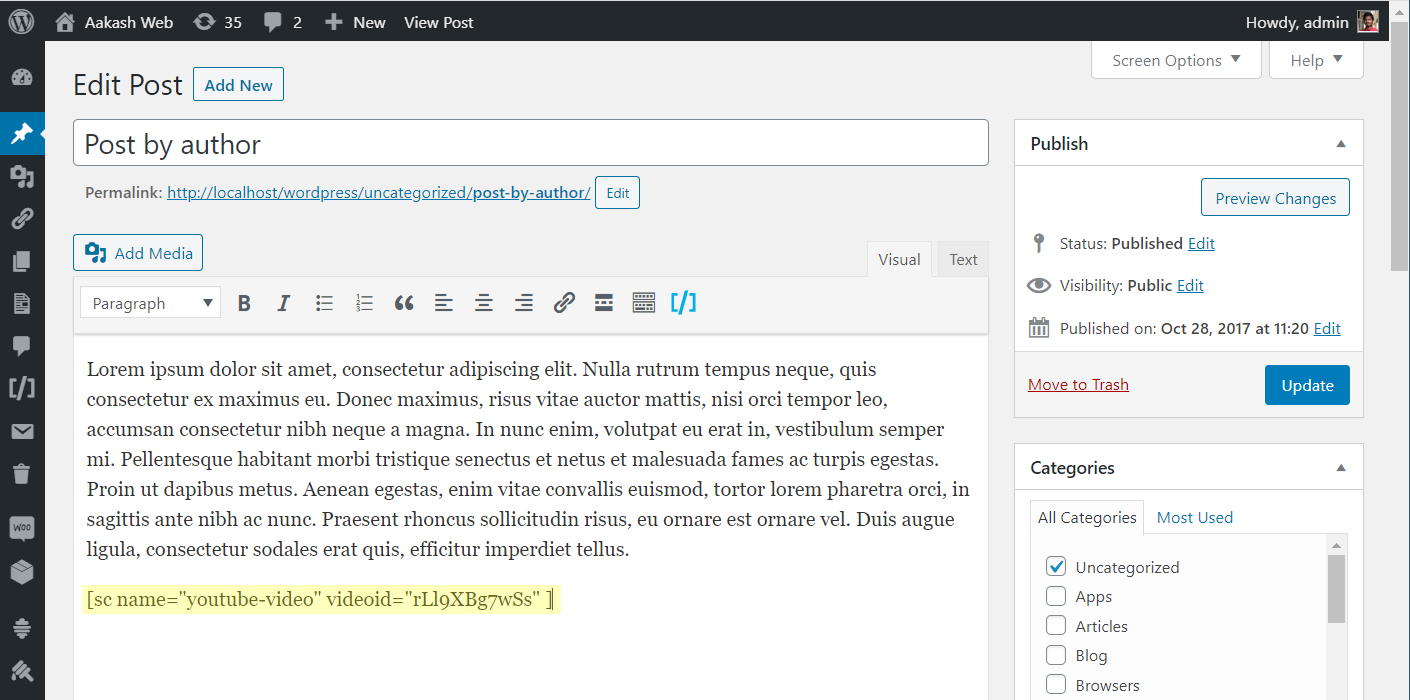 Aakash Web 35 2 New View Post Howdy, admin
Screen Options Help
Edit Post Add New
Post by author
Permalink: http://localhost/wordpress/uncategorized/post-by-author/ Edit
Add Media
Visual Text
Paragraph B I [/]
Lorem ipsum dolor sit amet, consectetur adipiscing elit. Nulla rutrum tempus neque, quis
consectetur ex maximus eu. Donec maximus, risus vitae auctor mattis, nisi orci tempor leo,
accumsan consectetur nibh neque a magna. In nunc enim, volutpat eu erat in, vestibulum semper
mi. Pellentesque habitant morbi tristique senectus et netus et malesuada fames ac turpis egestas.
Proin ut dapibus metus. Aenean egestas, enim vitae convallis euismod, tortor lorem pharetra orci, in
sagittis ante nibh ac nunc. Praesent rhoncus sollicitudin risus, eu ornare est ornare vel. Duis augue
ligula, consectetur sodales erat quis, efficitur imperdiet tellus.
[sc name="youtube-video" videoid="rLl9XBg7wSs" ]
Publish
Preview Changes
Status: Published Edit
Visibility: Public Edit
Published on: Oct 28, 2017 at 11:20 Edit
Move to Trash Update
Categories
All Categories Most Used
Uncategorized
Apps
Articles
Blog
Browsers
[/]
woo